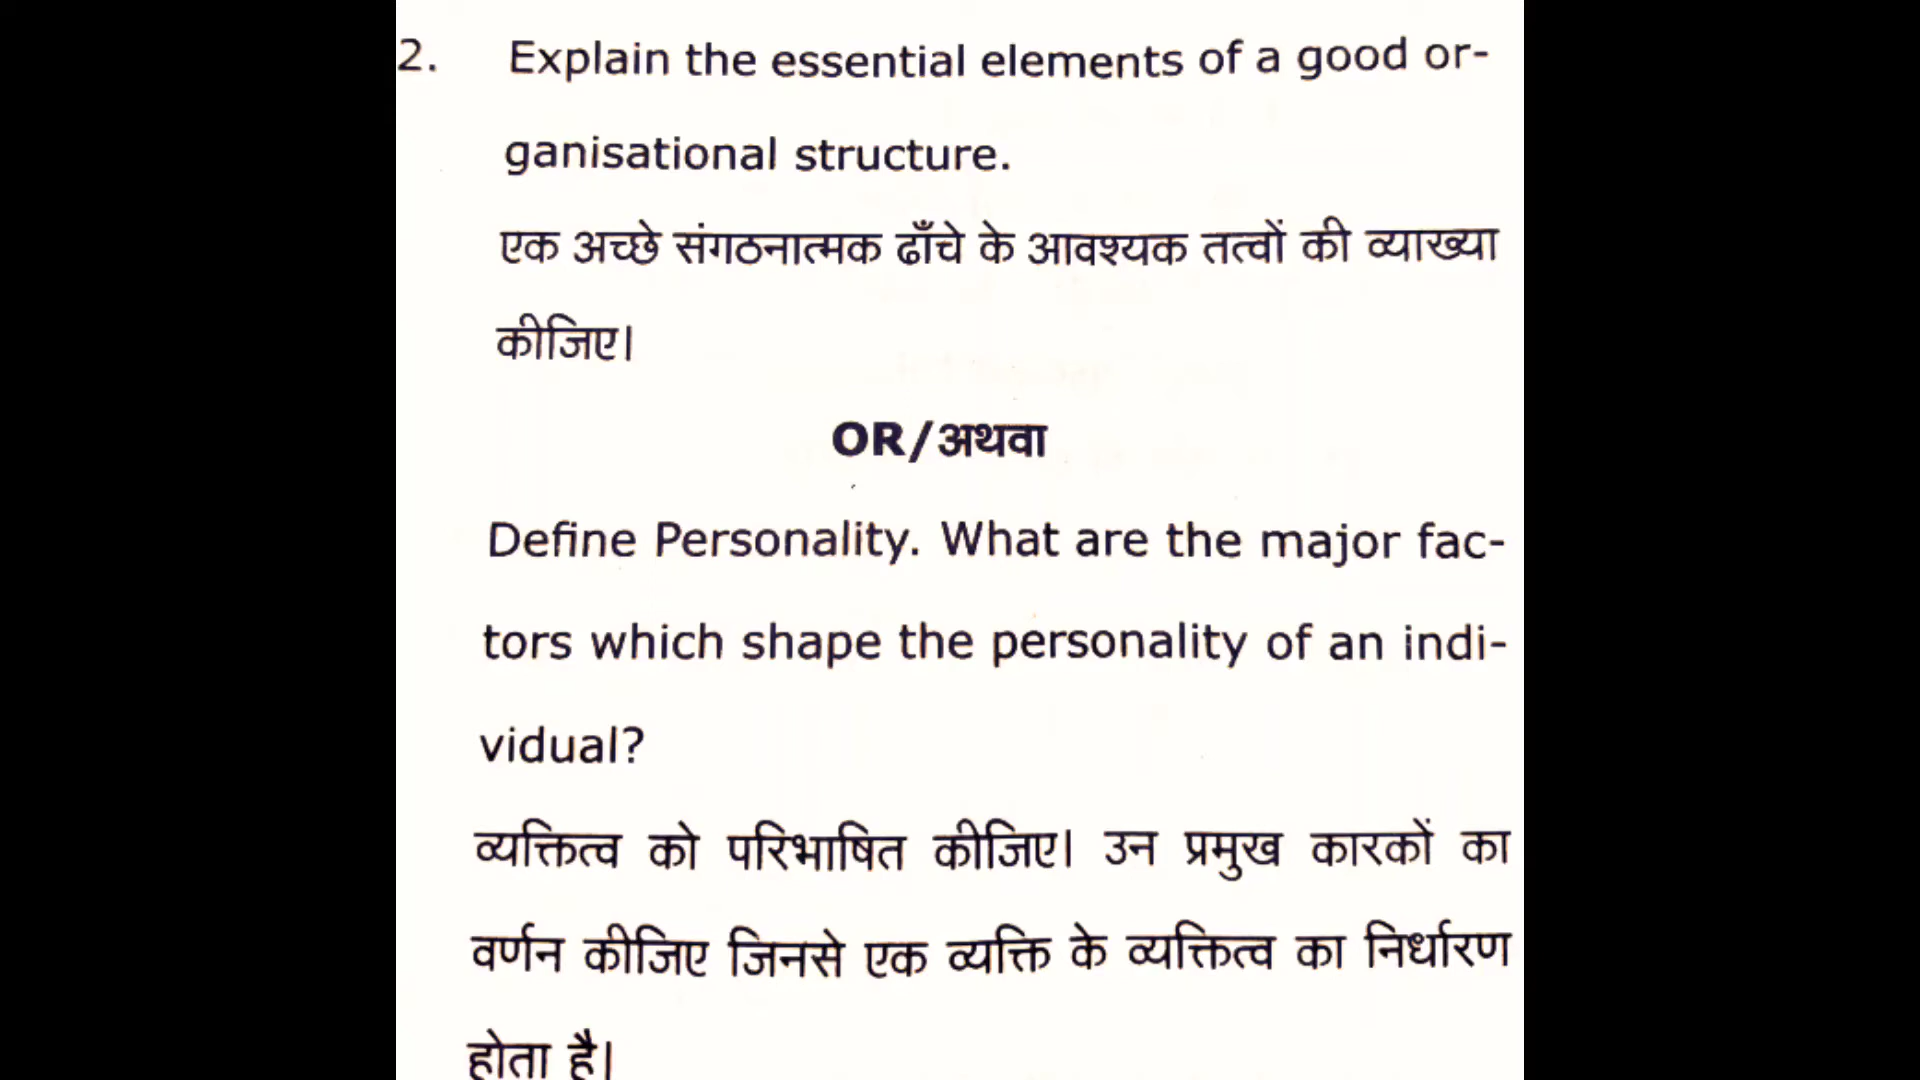 2. Explain the essential elements of a good or-
ganisational structure.
एक अच्छे संगठनात्मक ढाँचे के आवश्यक तत्वों की व्याख्या
कीजिए।
OR/अथवा
Define Personality. What are the major fac-
tors which shape the personality of an indi-
vidual?
व्यक्तित्व को परिभाषित कीजिए। उन प्रमुख कारकों का
वर्णन कीजिए जिनसे एक व्यक्ति के व्यक्तित्व का निर्धारण
होता है।